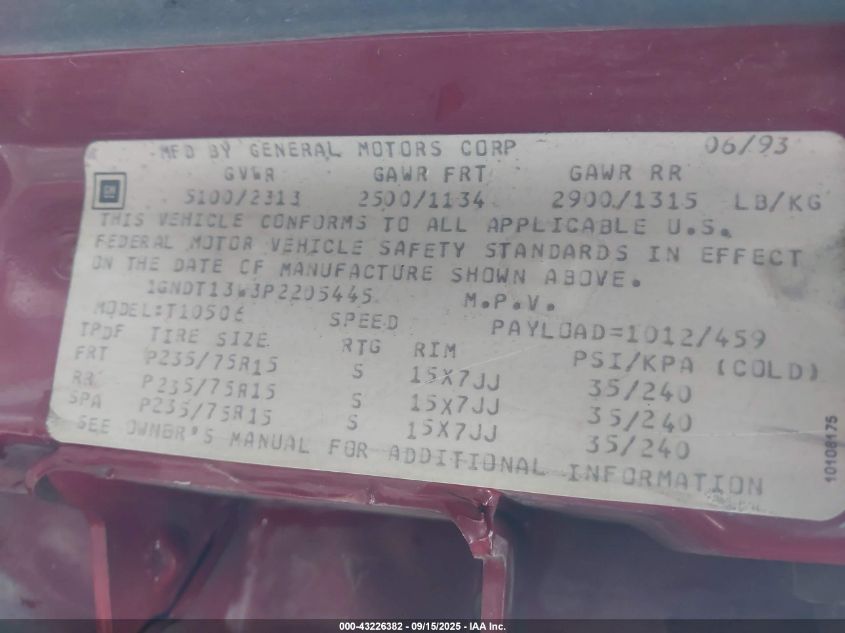 MFD BY GENERAL MOTORS CORP 06/93
GVWR GAWR FRT GAWR RR
GM 5100/2313 2500/1134 2900/1315 LB/KG
THIS VEHICLE CONFORMS TO ALL APPLICABLE U.S.
FEDERAL MOTOR VEHICLE SAFETY STANDARDS IN EFFECT
ON THE DATE OF MANUFACTURE SHOWN ABOVE.
1GNDT13W3P2205445 M.P.V.
MODEL:T10506 SPEED PAYLOAD=1012/459
TPDF TIRE SIZE RTG RIM PSI/KPA (COLD)
FRT P235/75R15 S 15X7JJ 35/240
RR P235/75R15 S 15X7JJ 35/240
SPA P235/75R15 S 15X7JJ 35/240
SEE OWNER'S MANUAL FOR ADDITIONAL INFORMATION
10108175
000-43226382 - 09/15/2025 - IAA Inc.